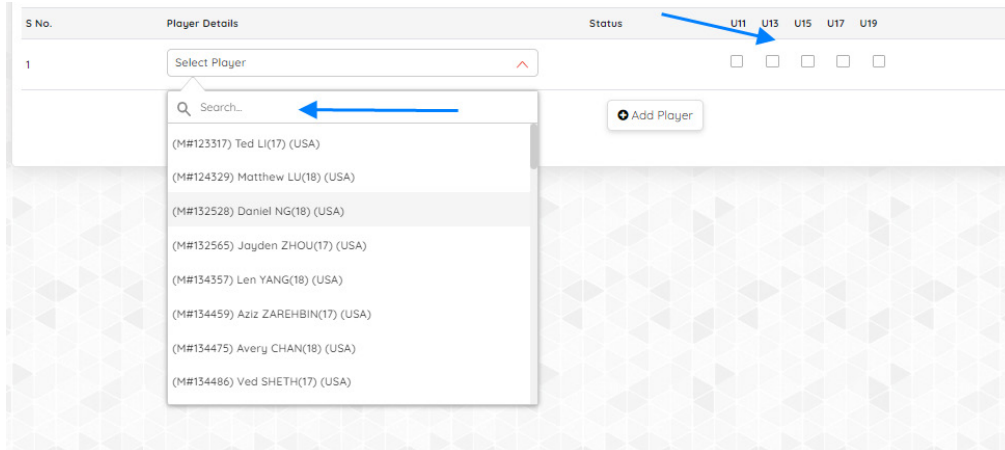 S No. Player Details Status U11 U13 U15 U17 U19
1 Select Player
Search...
Add Player
(M#123317) Ted LI(17) (USA)
(M#124329) Matthew LU(18) (USA)
(M#132528) Daniel NG(18) (USA)
(M#132565) Jayden ZHOU(17) (USA)
(M#134357) Len YANG(18) (USA)
(M#134459) Aziz ZAREHBIN(17) (USA)
(M#134475) Avery CHAN(18) (USA)
(M#134486) Ved SHETH(17) (USA)